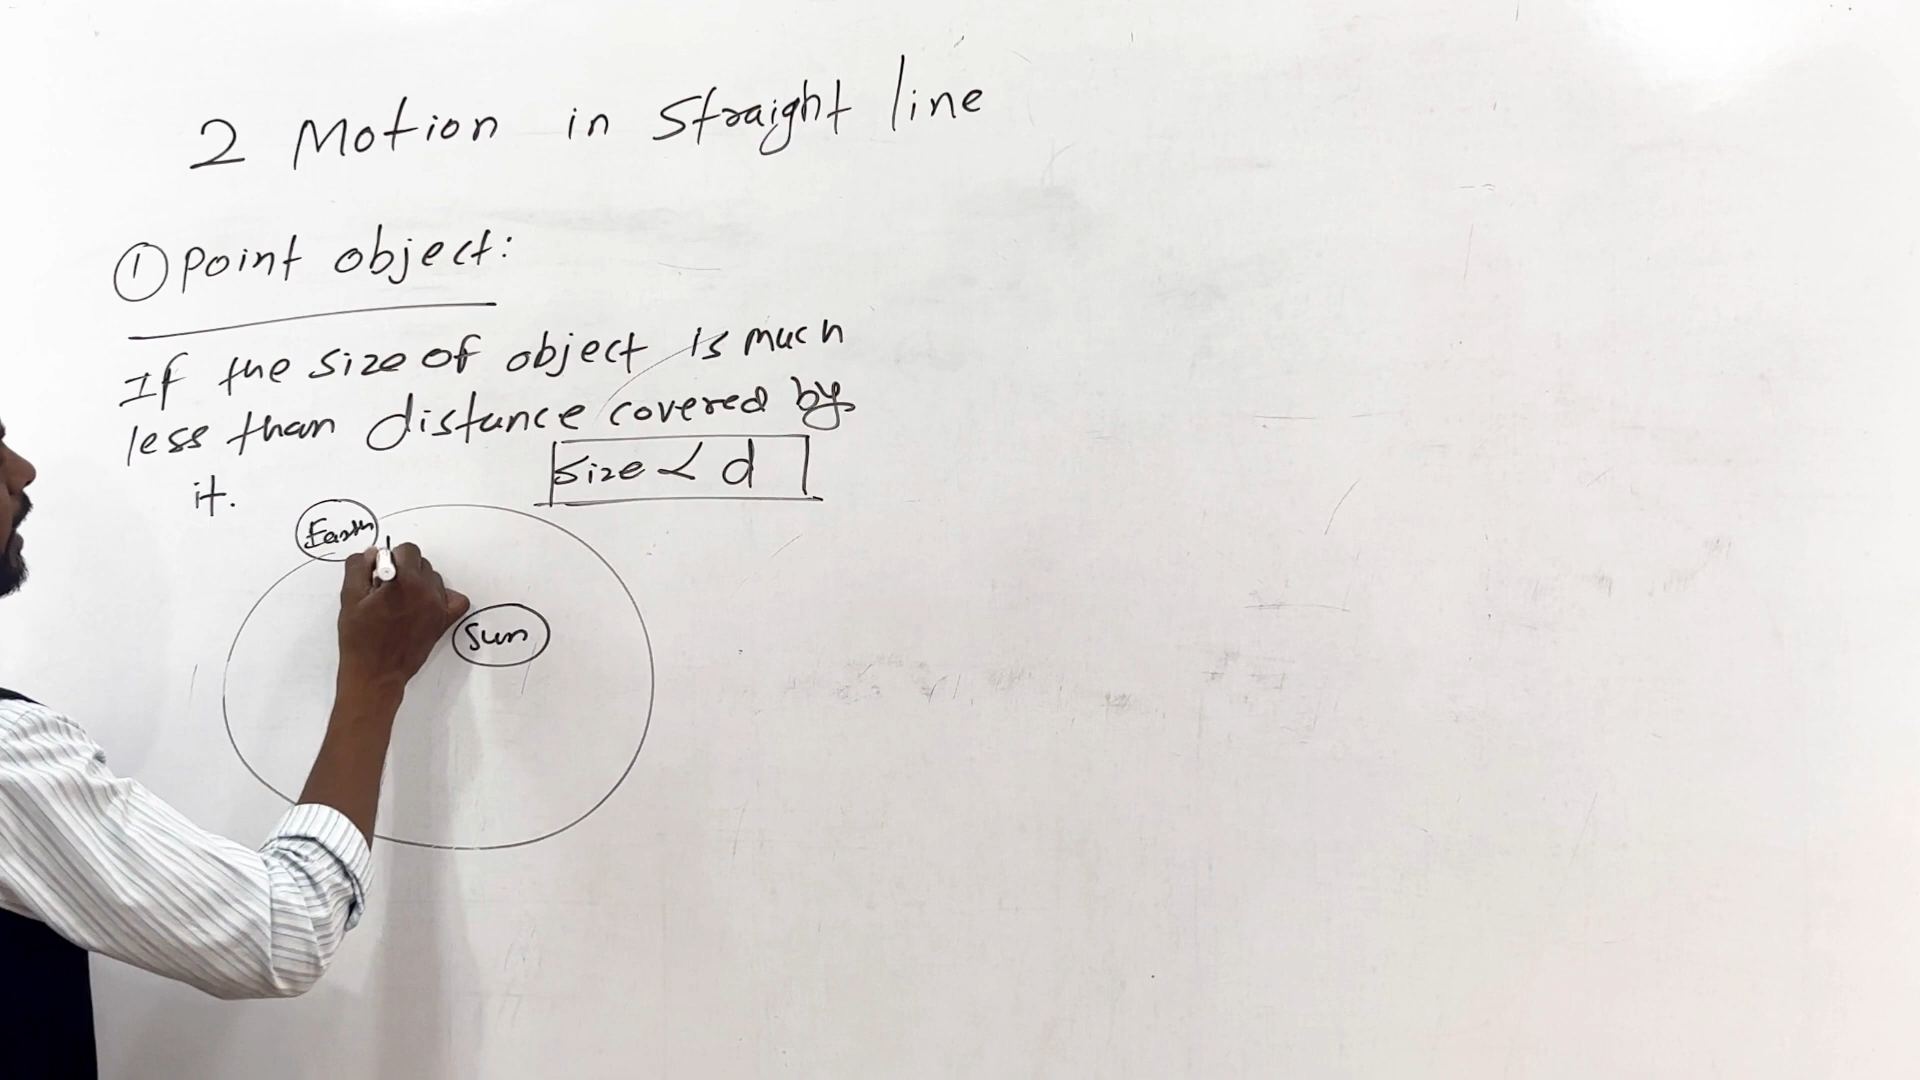 2 Motion in Straight line
① Point object:
If the size of object is much
less than distance covered by
it.
size < d
Earth
Sun